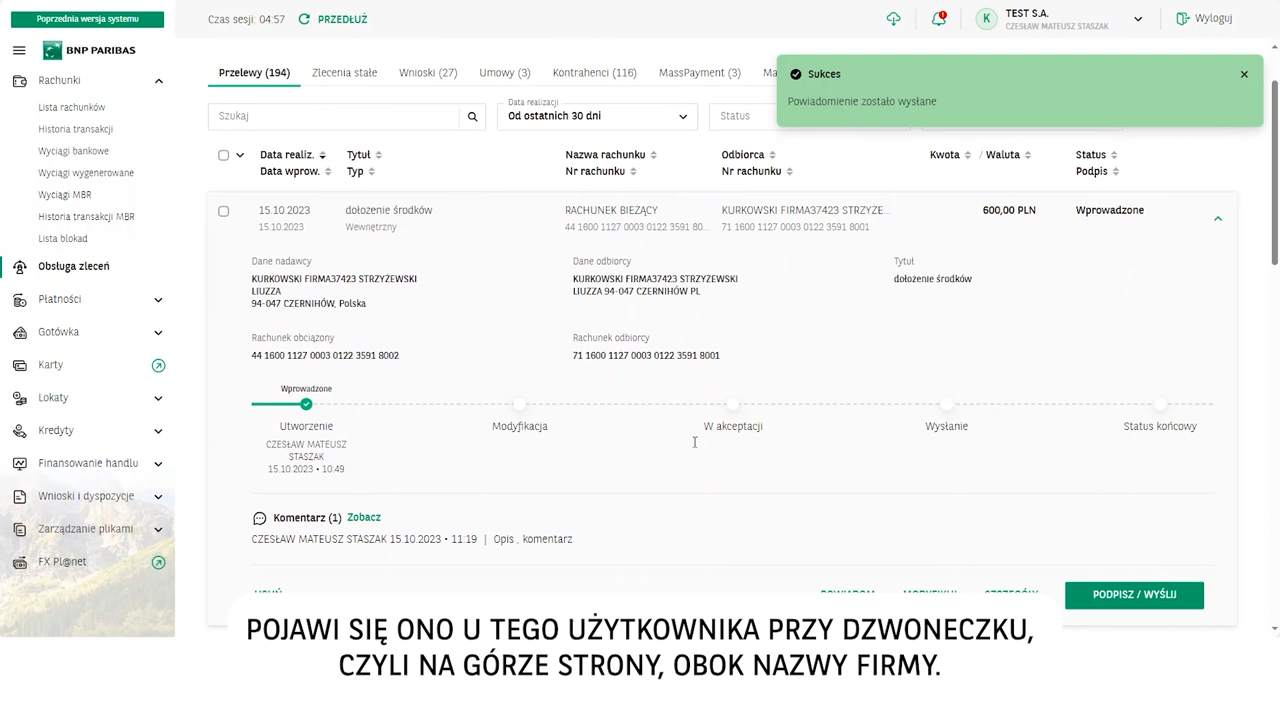 Poprzednia wersja systemu
Czas sesji: 04:57 PRZEDŁUŻ
K TEST S.A.
CZESŁAW MATEUSZ STASZAK
Wyloguj
BNP PARIBAS
Rachunki
Lista rachunków
Historia transakcji
Wyciągi bankowe
Wyciągi wygenerowane
Wyciągi MBR
Historia transakcji MBR
Lista blokad
Obsługa zleceń
Płatności
Gotówka
Karty
Lokaty
Kredyty
Finansowanie handlu
Wnioski i dyspozycje
Zarządzanie plikami
FX Pl@net
Przelewy (194) Zlecenia stałe Wnioski (27) Umowy (3) Kontrahenci (116) MassPayment (3) Ma
Sukces
Powiadomienie zostało wysłane
Szukaj
Data realizacji
Od ostatnich 30 dni
Status
Data realiz. Tytuł Nazwa rachunku Odbiorca Kwota / Waluta Status
Data wprow. Typ Nr rachunku Nr rachunku Podpis
15.10.2023 dołożenie środków RACHUNEK BIEŻĄCY KURKOWSKI FIRMA37423 STRZYŻE... 600,00 PLN Wprowadzone
15.10.2023 Wewnętrzny 44 1600 1127 0003 0122 3591 80... 71 1600 1127 0003 0122 3591 8001
Dane nadawcy Dane odbiorcy Tytuł
KURKOWSKI FIRMA37423 STRZYŻEWSKI KURKOWSKI FIRMA37423 STRZYŻEWSKI dołożenie środków
LIUZZA LIUZZA 94-047 CZERNIHÓW PL
94-047 CZERNIHÓW, Polska
Rachunek obciążony Rachunek odbiorcy
44 1600 1127 0003 0122 3591 8002 71 1600 1127 0003 0122 3591 8001
Wprowadzone
Utworzenie Modyfikacja W akceptacji Wysłanie Status końcowy
CZESŁAW MATEUSZ
STASZAK
15.10.2023 • 10:49
Komentarz (1) Zobacz
CZESŁAW MATEUSZ STASZAK 15.10.2023 • 11:19 | Opis , komentarz
PODPISZ / WYŚLIJ
POJAWI SIĘ ONO U TEGO UŻYTKOWNIKA PRZY DZWONECZKU,
CZYLI NA GÓRZE STRONY, OBOK NAZWY FIRMY.